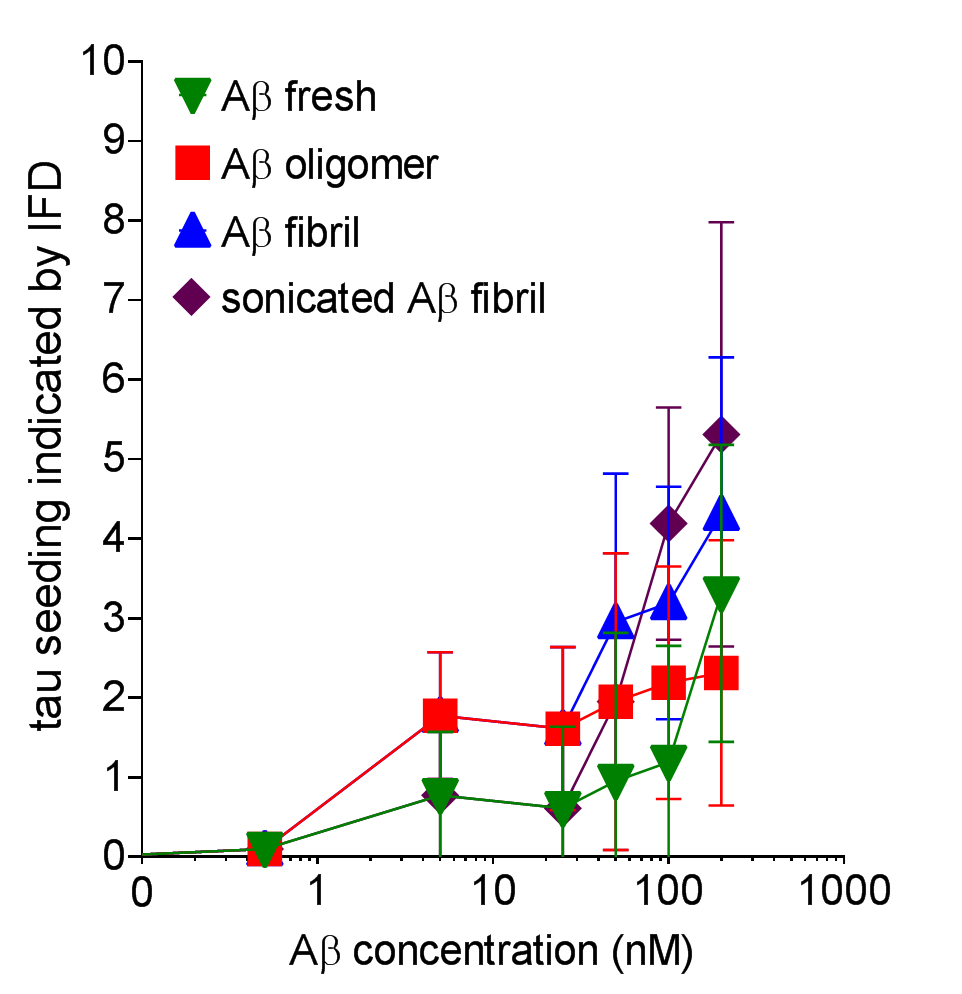 10
9
8
7
6
5
4
3
2
1
0
tau seeding indicated by IFD
Aβ fresh
Aβ oligomer
Aβ fibril
sonicated Aβ fibril
0 1 10 100 1000
Aβ concentration (nM)